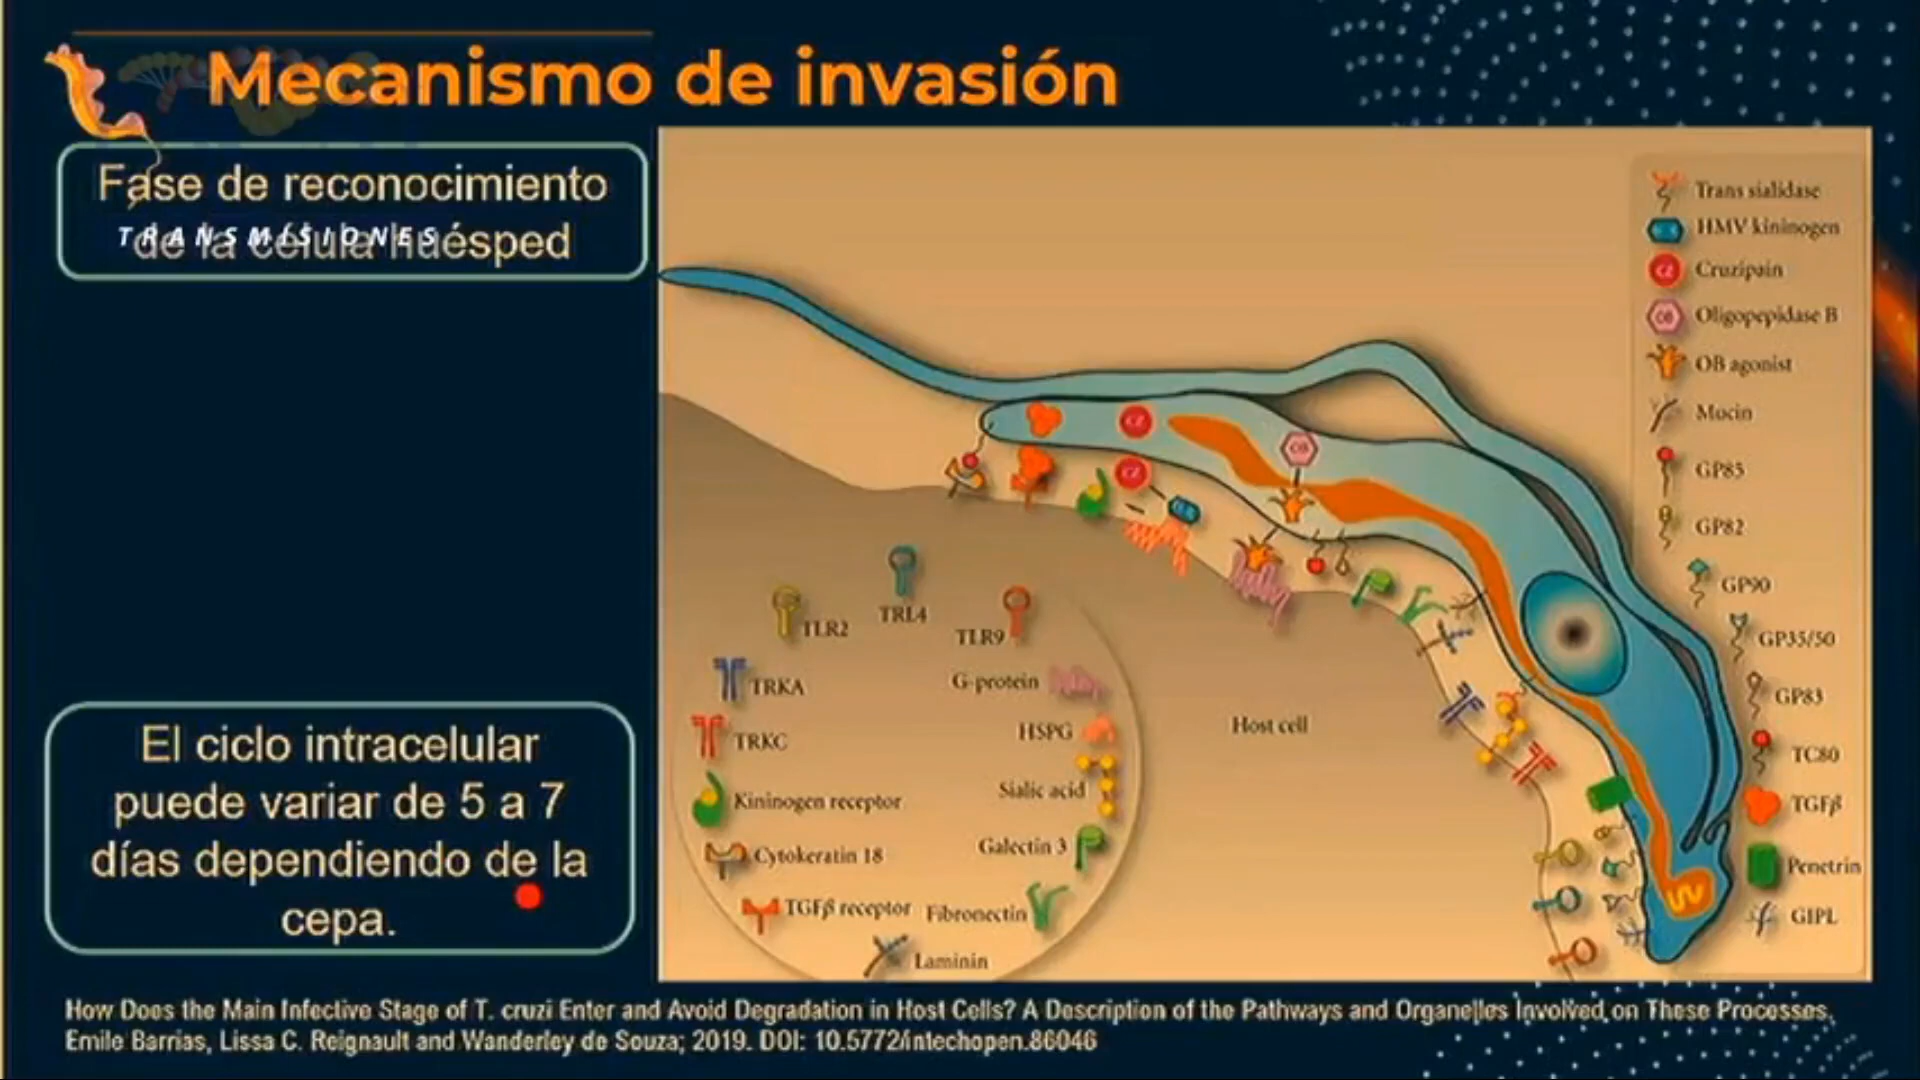 Mecanismo de invasión
Fase de reconocimiento
de la célula huésped
TRANSMISIONES
El ciclo intracelular
puede variar de 5 a 7
días dependiendo de la
cepa.
Trans sialidase
HMV kininogen
CZ Cruzipain
OB Oligopepidase B
OB agonist
Mucin
GP85
GP82
GP90
GP35/50
GP83
TC80
TGFβ
Penetrin
GIPL
CZ
OB
CZ
TLR2
TRL4
TLR9
TRKA
G-protein
TRKC
HSPG
Kininogen receptor
Sialic acid
Cytokeratin 18
Galectin 3
TGFβ receptor
Fibronectin
Laminin
Host cell
How Does the Main Infective Stage of T. cruzi Enter and Avoid Degradation in Host Cells? A Description of the Pathways and Organelles Involved on These Processes,
Emile Barrias, Lissa C. Reignault and Wanderley de Souza; 2019. DOI: 10.5772/intechopen.86046